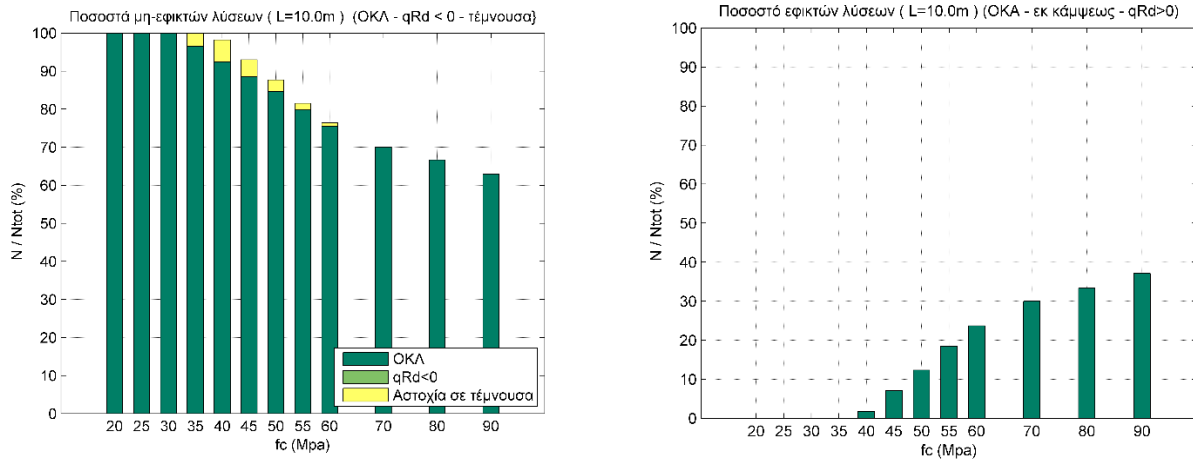 Ποσοστά μη-εφικτών λύσεων ( L=10.0m ) (ΟΚΛ - qRd < 0 - τέμνουσα}
100
90
80
70
60
50
40
30
20
10
0
N / Ntot (%)
ΟΚΛ
qRd<0
Αστοχία σε τέμνουσα
20 25 30 35 40 45 50 55 60 70 80 90
fc (Mpa)
Ποσοστό εφικτών λύσεων ( L=10.0m ) (ΟΚΑ - εκ κάμψεως - qRd>0)
100
90
80
70
60
50
40
30
20
10
0
N / Ntot (%)
20 25 30 35 40 45 50 55 60 70 80 90
fc (Mpa)